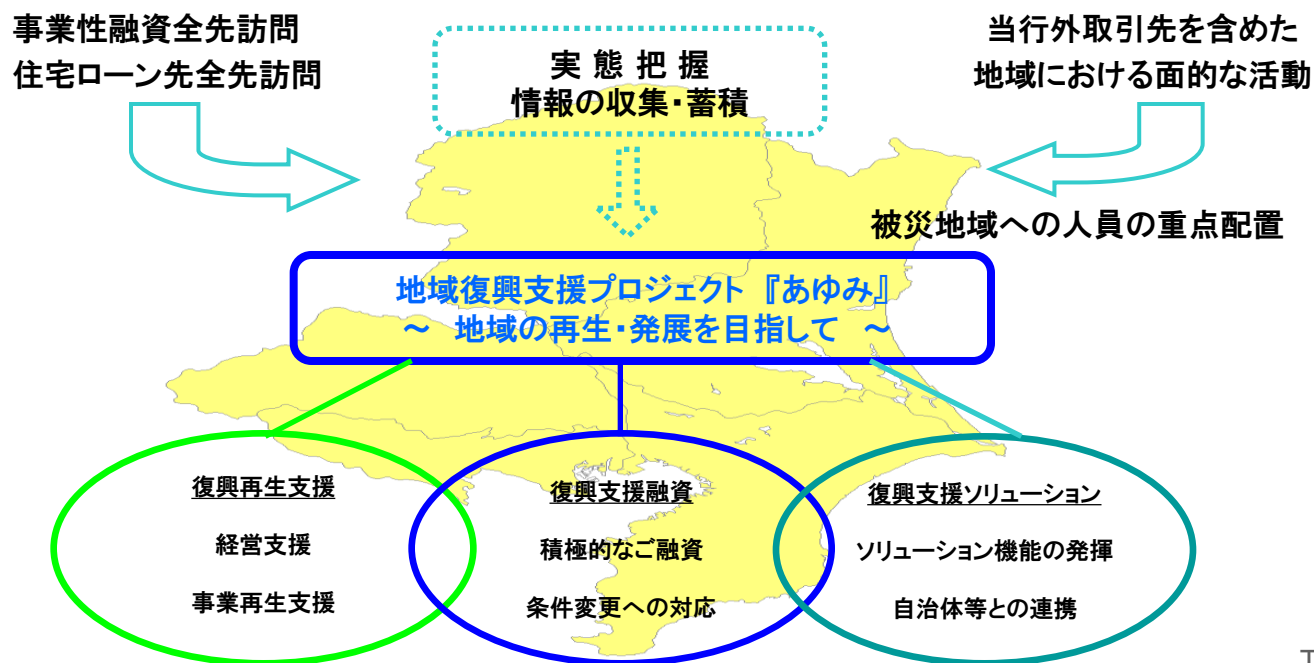 事業性融資全先訪問
住宅ローン先全先訪問
実 態 把 握
情報の収集・蓄積
当行外取引先を含めた
地域における面的な活動
被災地域への人員の重点配置
地域復興支援プロジェクト 『あゆみ』
～ 地域の再生・発展を目指して ～
復興再生支援
経営支援
事業再生支援
復興支援融資
積極的なご融資
条件変更への対応
復興支援ソリューション
ソリューション機能の発揮
自治体等との連携